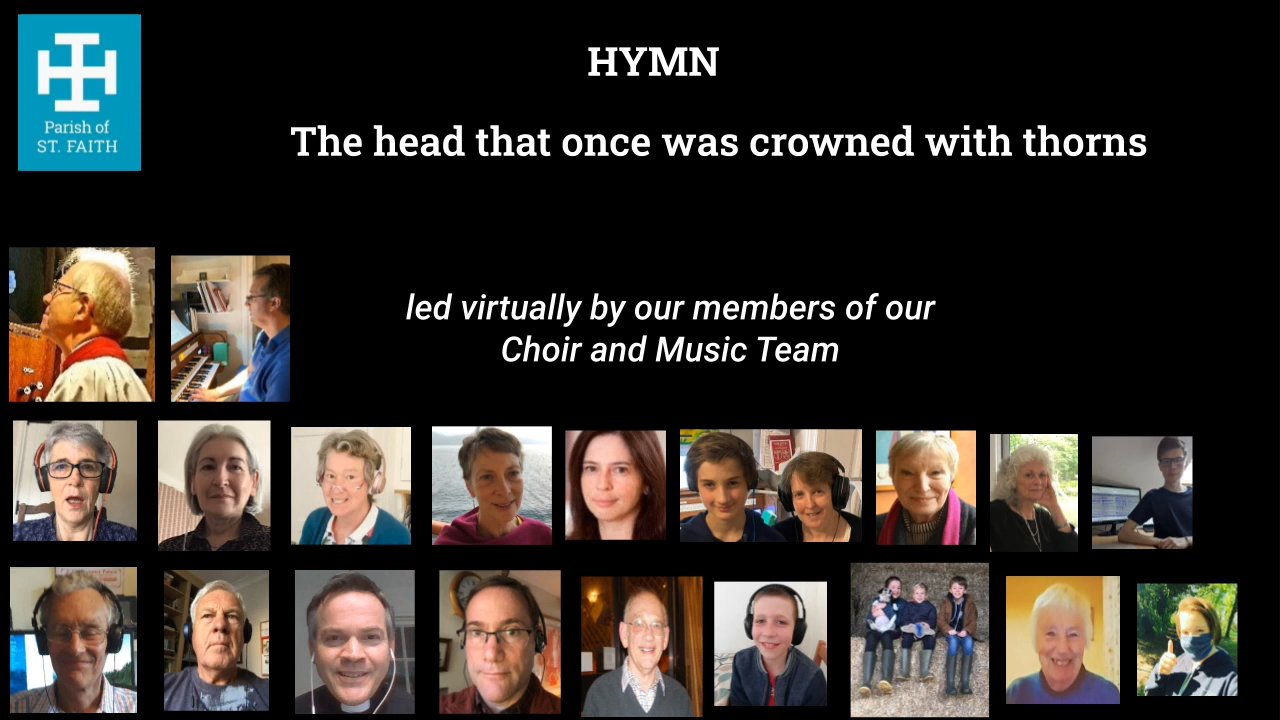 HYMN
Parish of
ST. FAITH
The head that once was crowned with thorns
led virtually by our members of our
Choir and Music Team